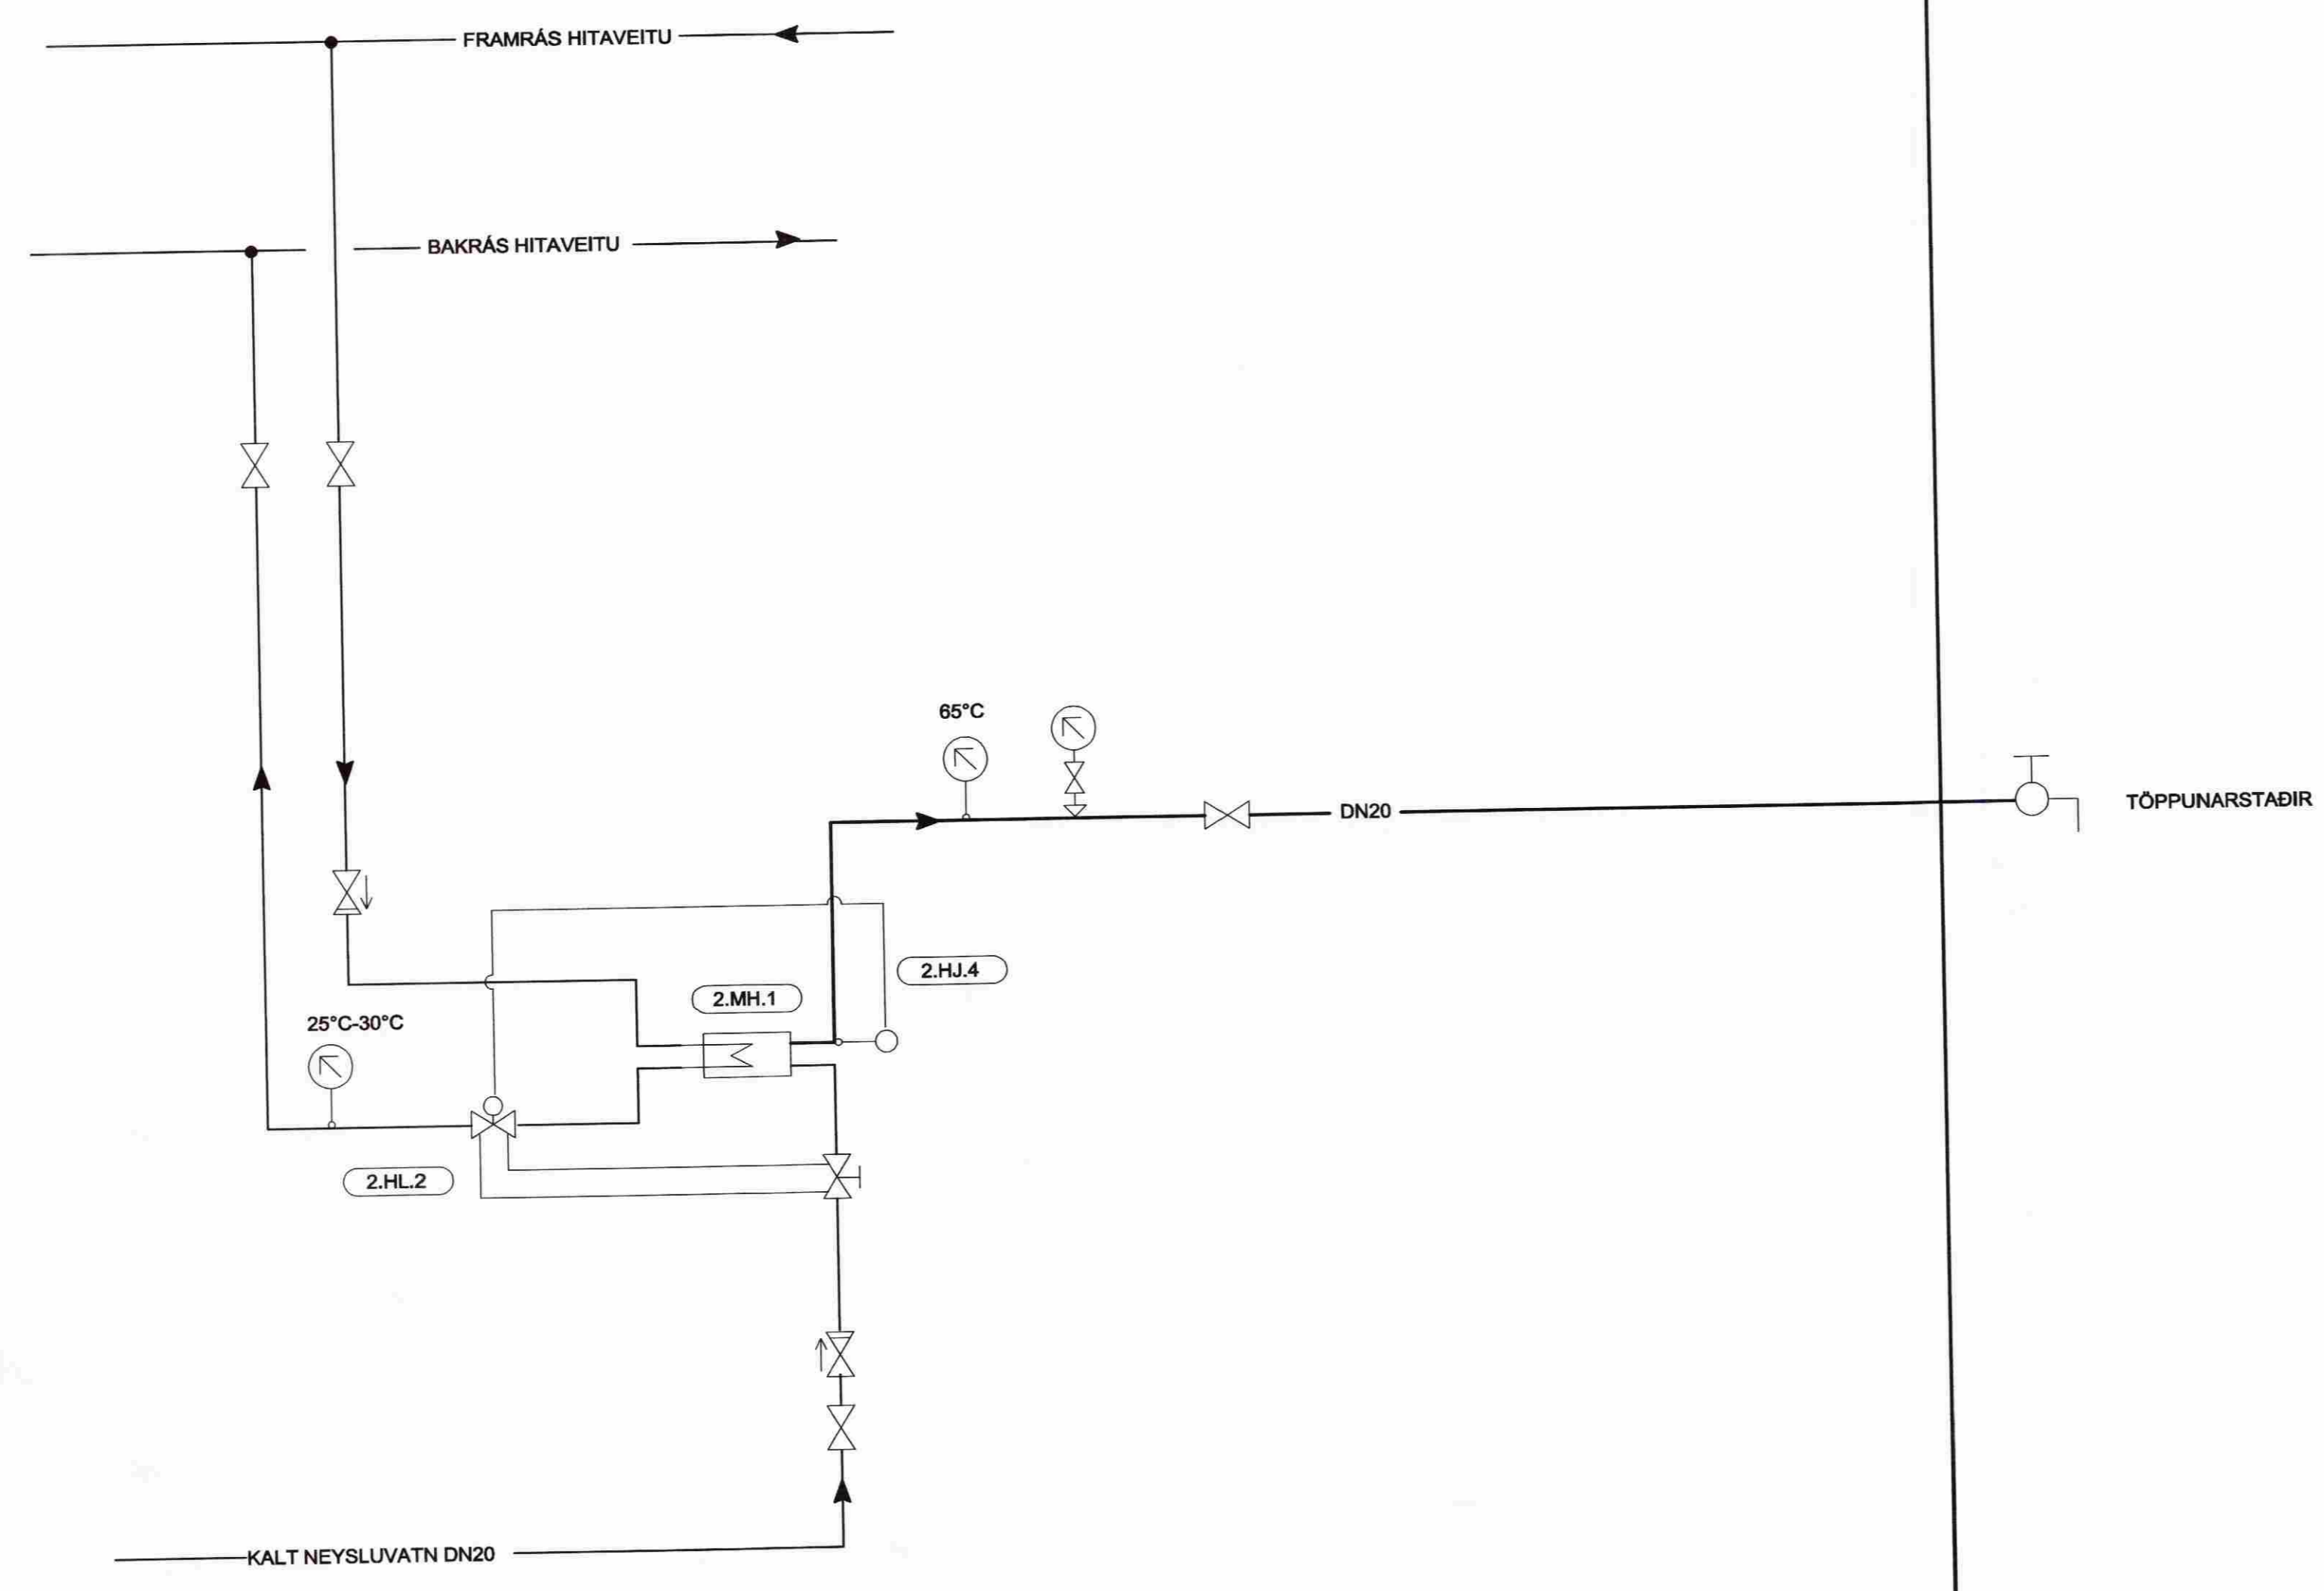 FRAMRÁS HITAVEITU
BAKRÁS HITAVEITU
65°C
DN20
TÖPPUNARSTAÐIR
2.HJ.4
2.MH.1
25°C-30°C
2.HL.2
KALT NEYSLUVATN DN20